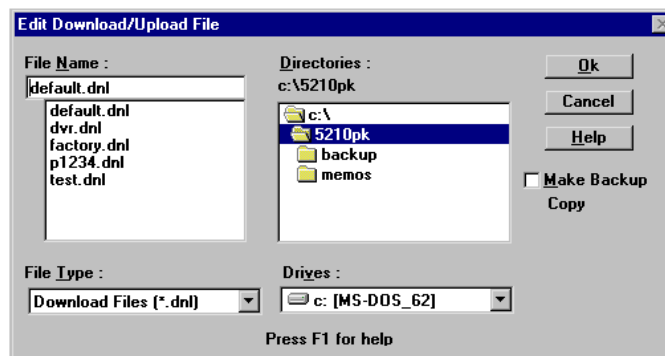 Edit Download/Upload File
File Name :
default.dnl
default.dnl
dvr.dnl
factory.dnl
p1234.dnl
test.dnl
Directories :
c:\5210pk
c:\
5210pk
backup
memos
Ok
Cancel
Help
Make Backup
Copy
File Type :
Download Files (*.dnl)
Drives :
c: [MS-DOS_62]
Press F1 for help